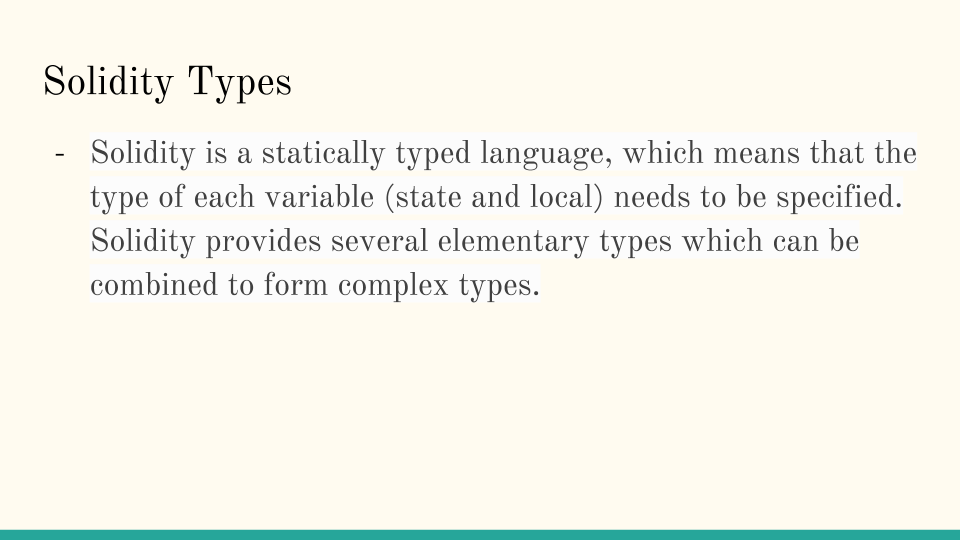 Solidity Types
- Solidity is a statically typed language, which means that the
type of each variable (state and local) needs to be specified.
Solidity provides several elementary types which can be
combined to form complex types.